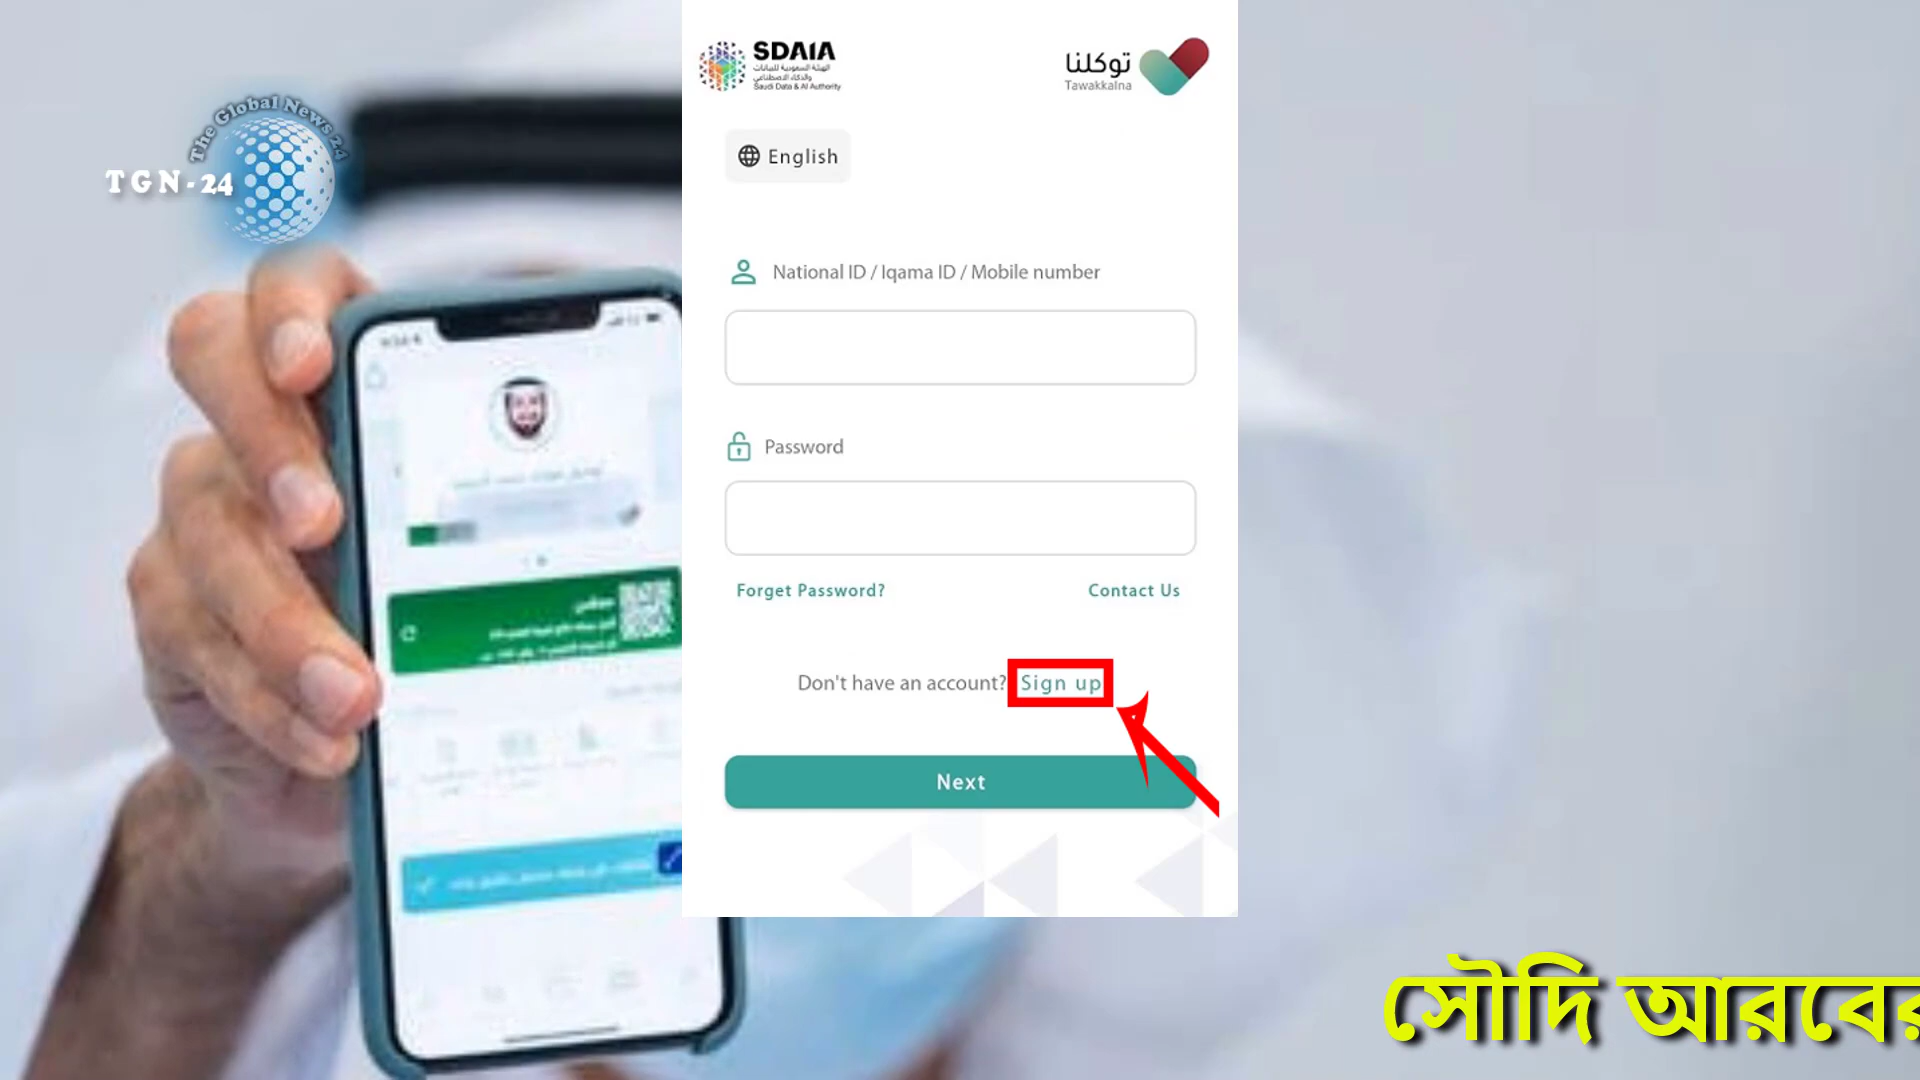 The Global News 24
TGN-24
SDAIA
الهيئة السعودية للبيانات
والذكاء الاصطناعي
Saudi Data & AI Authority
توكلنا
Tawakkalna
English
National ID / Iqama ID / Mobile number
Password
Forget Password?
Contact Us
Don't have an account? Sign up
Next
সৌদি আরবের